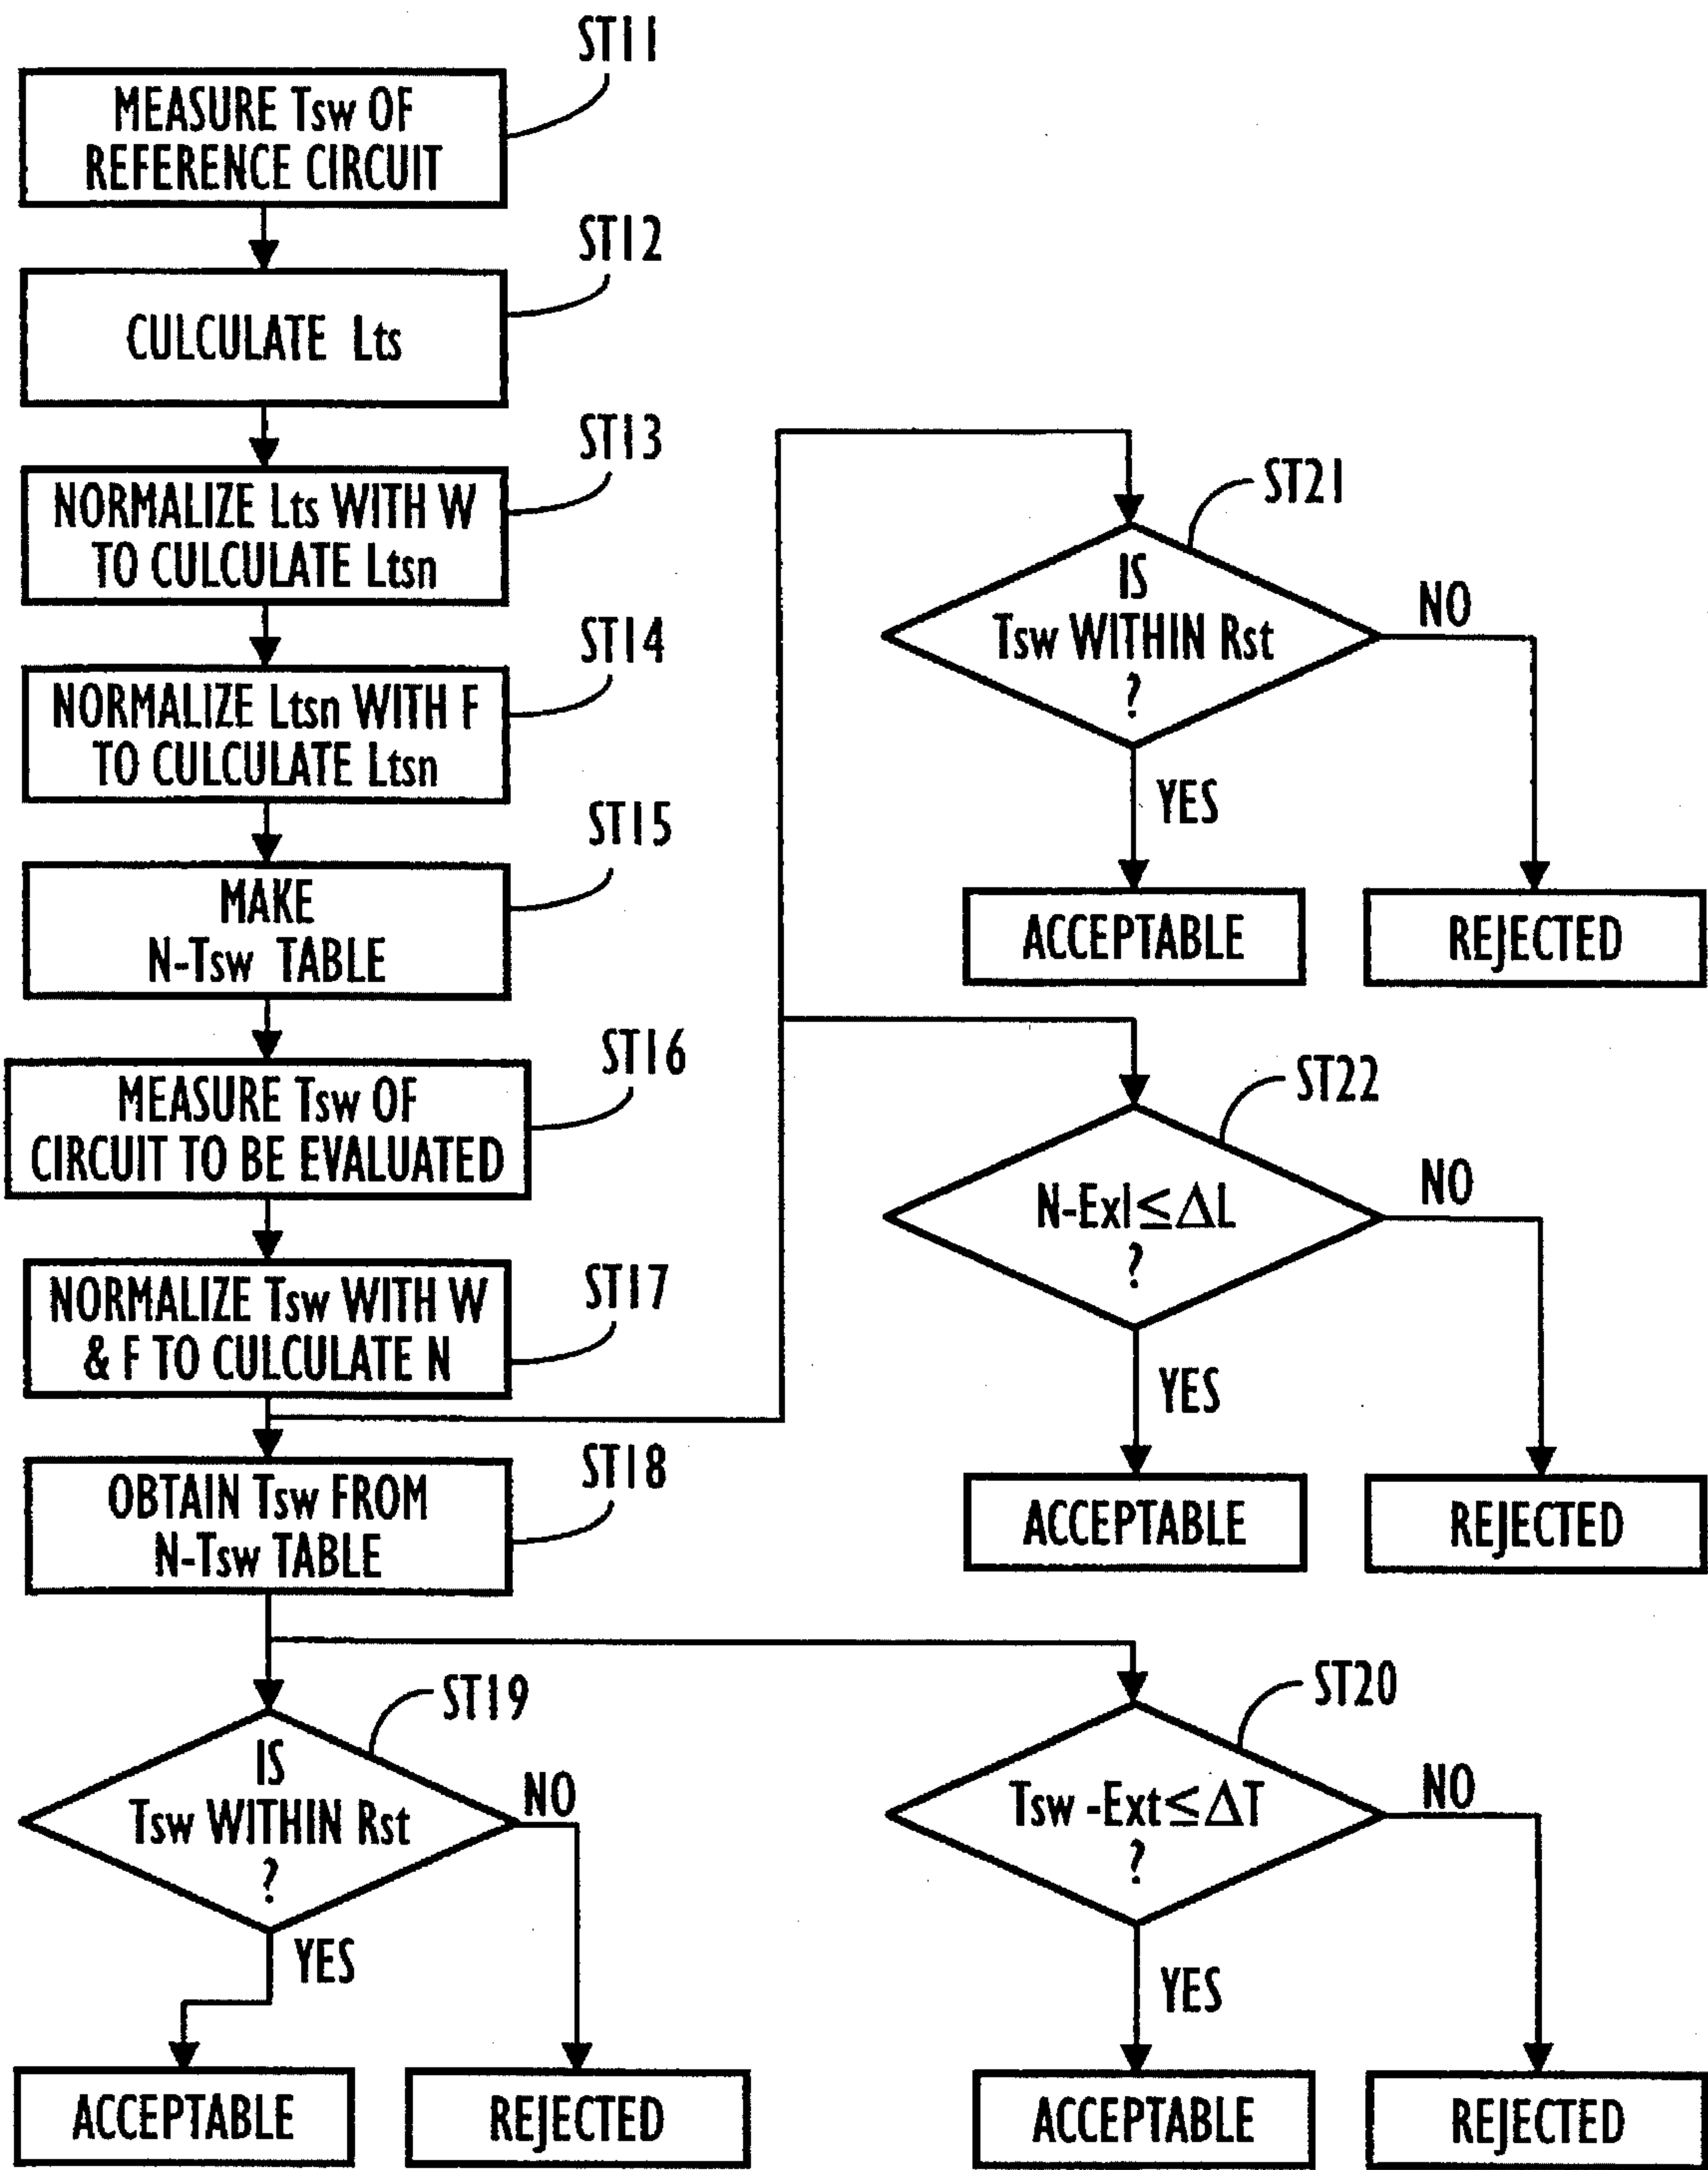 ST11
MEASURE Tsw OF
REFERENCE CIRCUIT
ST12
CULCULATE Lts
ST13
NORMALIZE Lts WITH W
TO CULCULATE Ltsn
ST14
NORMALIZE Ltsn WITH F
TO CULCULATE Ltsn
ST15
MAKE
N-Tsw TABLE
ST16
MEASURE Tsw OF
CIRCUIT TO BE EVALUATED
ST17
NORMALIZE Tsw WITH W
& F TO CULCULATE N
ST18
OBTAIN Tsw FROM
N-Tsw TABLE
ST19
IS
Tsw WITHIN Rst
?
NO
YES
ACCEPTABLE
REJECTED
ST20
Tsw -Ext≤ΔT
?
NO
YES
ACCEPTABLE
REJECTED
ST21
IS
Tsw WITHIN Rst
?
NO
YES
ACCEPTABLE
REJECTED
ST22
N-Exl≤ΔL
?
NO
YES
ACCEPTABLE
REJECTED